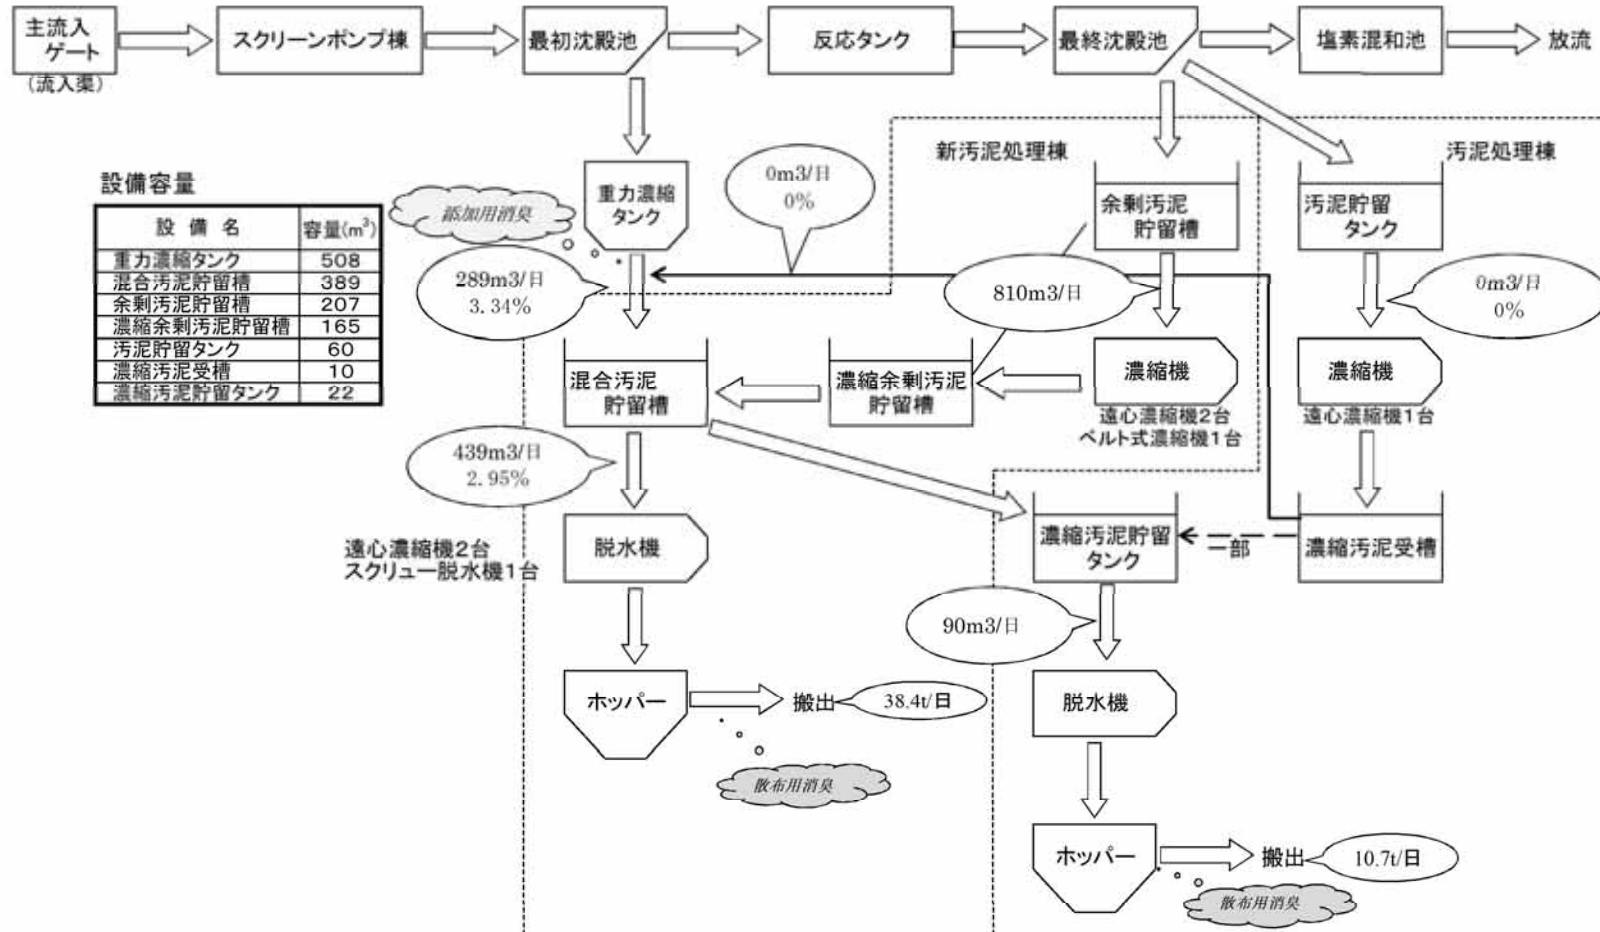 主流入
ゲート
(流入渠)
スクリーンポンプ棟
最初沈殿池
反応タンク
最終沈殿池
塩素混和池
放流
新汚泥処理棟
汚泥処理棟
設備容量
設 備 名 容量(m³)
重力濃縮タンク 508
混合汚泥貯留槽 389
余剰汚泥貯留槽 207
濃縮余剰汚泥貯留槽 165
汚泥貯留タンク 60
濃縮汚泥受槽 10
濃縮汚泥貯留タンク 22
添加用消臭
重力濃縮
タンク
0m3/日
0%
余剰汚泥
貯留槽
汚泥貯留
タンク
289m3/日
3.34%
810m3/日
0m3/日
0%
混合汚泥
貯留槽
濃縮余剰汚泥
貯留槽
濃縮機
遠心濃縮機2台
ベルト式濃縮機1台
濃縮機
遠心濃縮機1台
439m3/日
2.95%
遠心濃縮機2台
スクリュー脱水機1台
脱水機
濃縮汚泥貯留
タンク
一部
濃縮汚泥受槽
90m3/日
ホッパー
搬出
38.4t/日
脱水機
散布用消臭
ホッパー
搬出
10.7t/日
散布用消臭